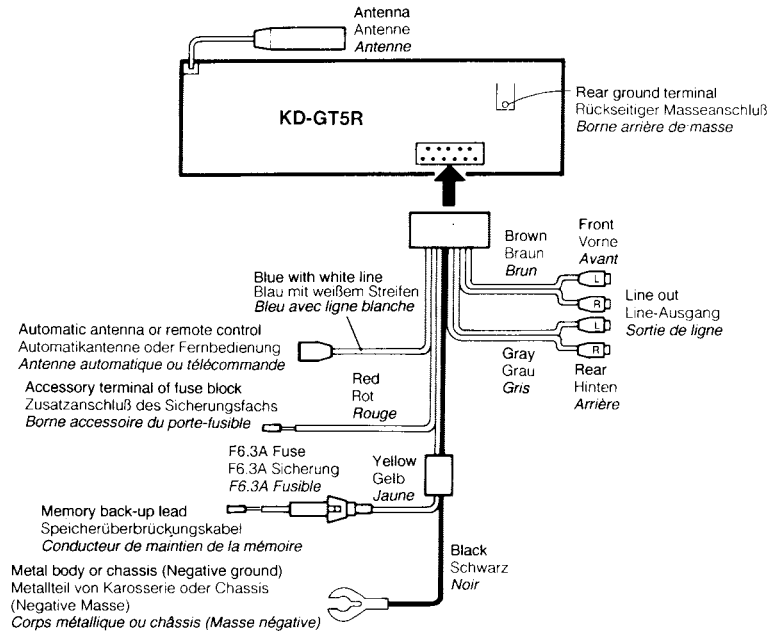 Antenna
Antenne
Antenne
KD-GT5R
Rear ground terminal
Rückseitiger Masseanschluß
Borne arrière de masse
Brown
Braun
Brun
Front
Vorne
Avant
L
R
L
R
Line out
Line-Ausgang
Sortie de ligne
Gray
Grau
Gris
Rear
Hinten
Arrière
Blue with white line
Blau mit weißem Streifen
Bleu avec ligne blanche
Automatic antenna or remote control
Automatikantenne oder Fernbedienung
Antenne automatique ou télécommande
Red
Rot
Rouge
Accessory terminal of fuse block
Zusatzanschluß des Sicherungsfachs
Borne accessoire du porte-fusible
F6.3A Fuse
F6.3A Sicherung
F6.3A Fusible
Yellow
Gelb
Jaune
Memory back-up lead
Speicherüberbrückungskabel
Conducteur de maintien de la mémoire
Black
Schwarz
Noir
Metal body or chassis (Negative ground)
Metallteil von Karosserie oder Chassis
(Negative Masse)
Corps métallique ou châssis (Masse négative)